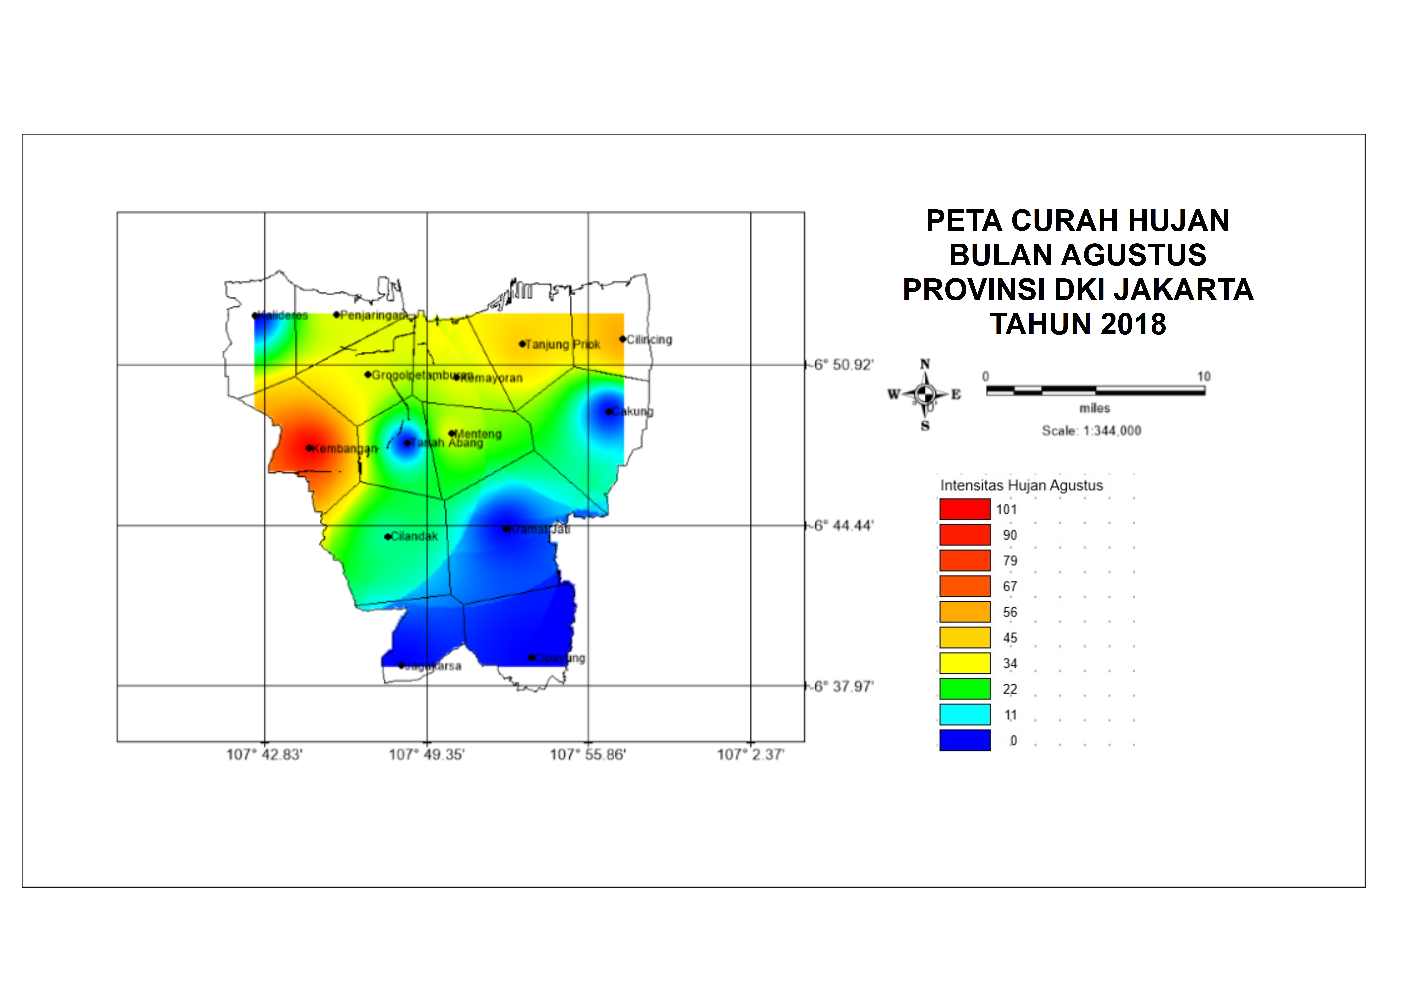 PETA CURAH HUJAN
BULAN AGUSTUS
PROVINSI DKI JAKARTA
TAHUN 2018
N
W E
S
0 10
miles
Scale: 1:344,000
Intensitas Hujan Agustus
101
90
79
67
56
45
34
22
11
0
Kalideres
Penjaringan
Tanjung Priok
Cilincing
Grogolpetamburan
Kemayoran
Cakung
Menteng
Tanah Abang
Kembangan
Kramat Jati
Cilandak
Cipayung
Jagakarsa
-6° 50.92'
-6° 44.44'
-6° 37.97'
107° 42.83' 107° 49.35' 107° 55.86' 107° 2.37'